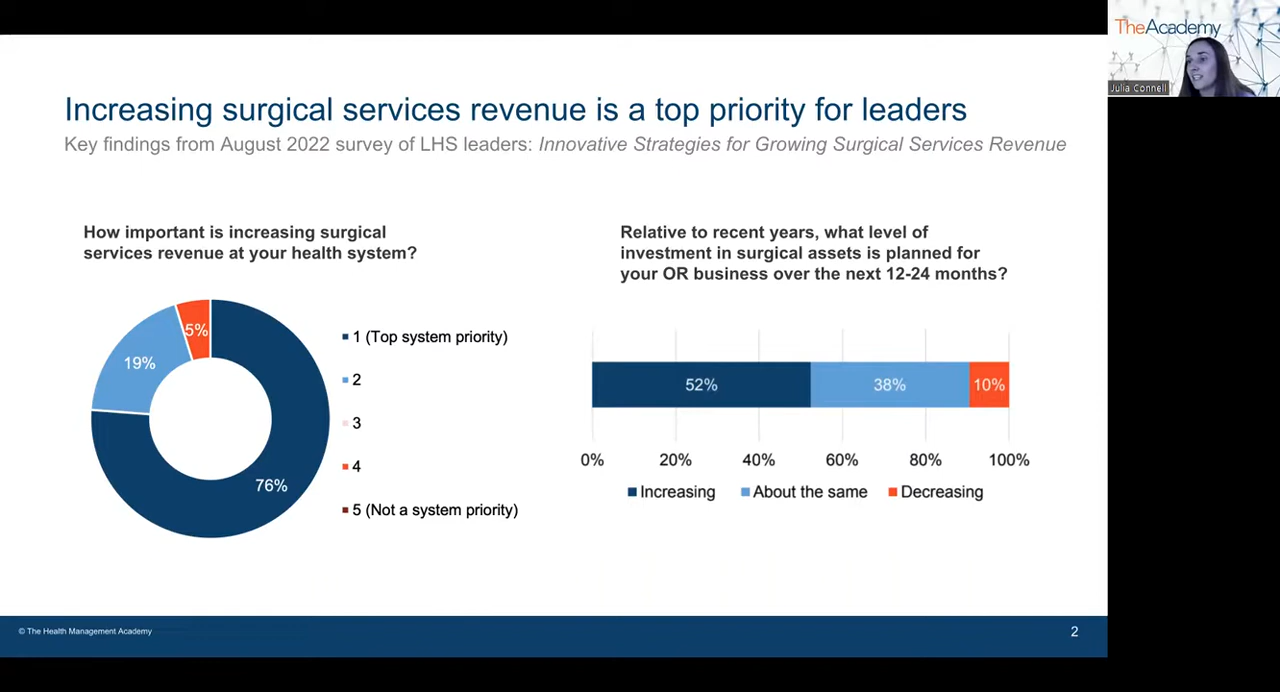 TheAcademy
Julia Connell
Increasing surgical services revenue is a top priority for leaders
Key findings from August 2022 survey of LHS leaders: Innovative Strategies for Growing Surgical Services Revenue
How important is increasing surgical
services revenue at your health system?
5%
19%
76%
1 (Top system priority)
2
3
4
5 (Not a system priority)
Relative to recent years, what level of
investment in surgical assets is planned for
your OR business over the next 12-24 months?
52% 38% 10%
0% 20% 40% 60% 80% 100%
Increasing About the same Decreasing
© The Health Management Academy
2